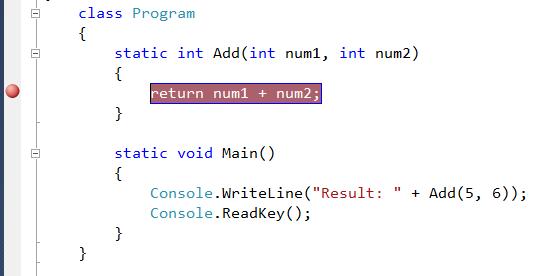 class Program
{
static int Add(int num1, int num2)
{
return num1 + num2;
}
static void Main()
{
Console.WriteLine("Result: " + Add(5, 6));
Console.ReadKey();
}
}